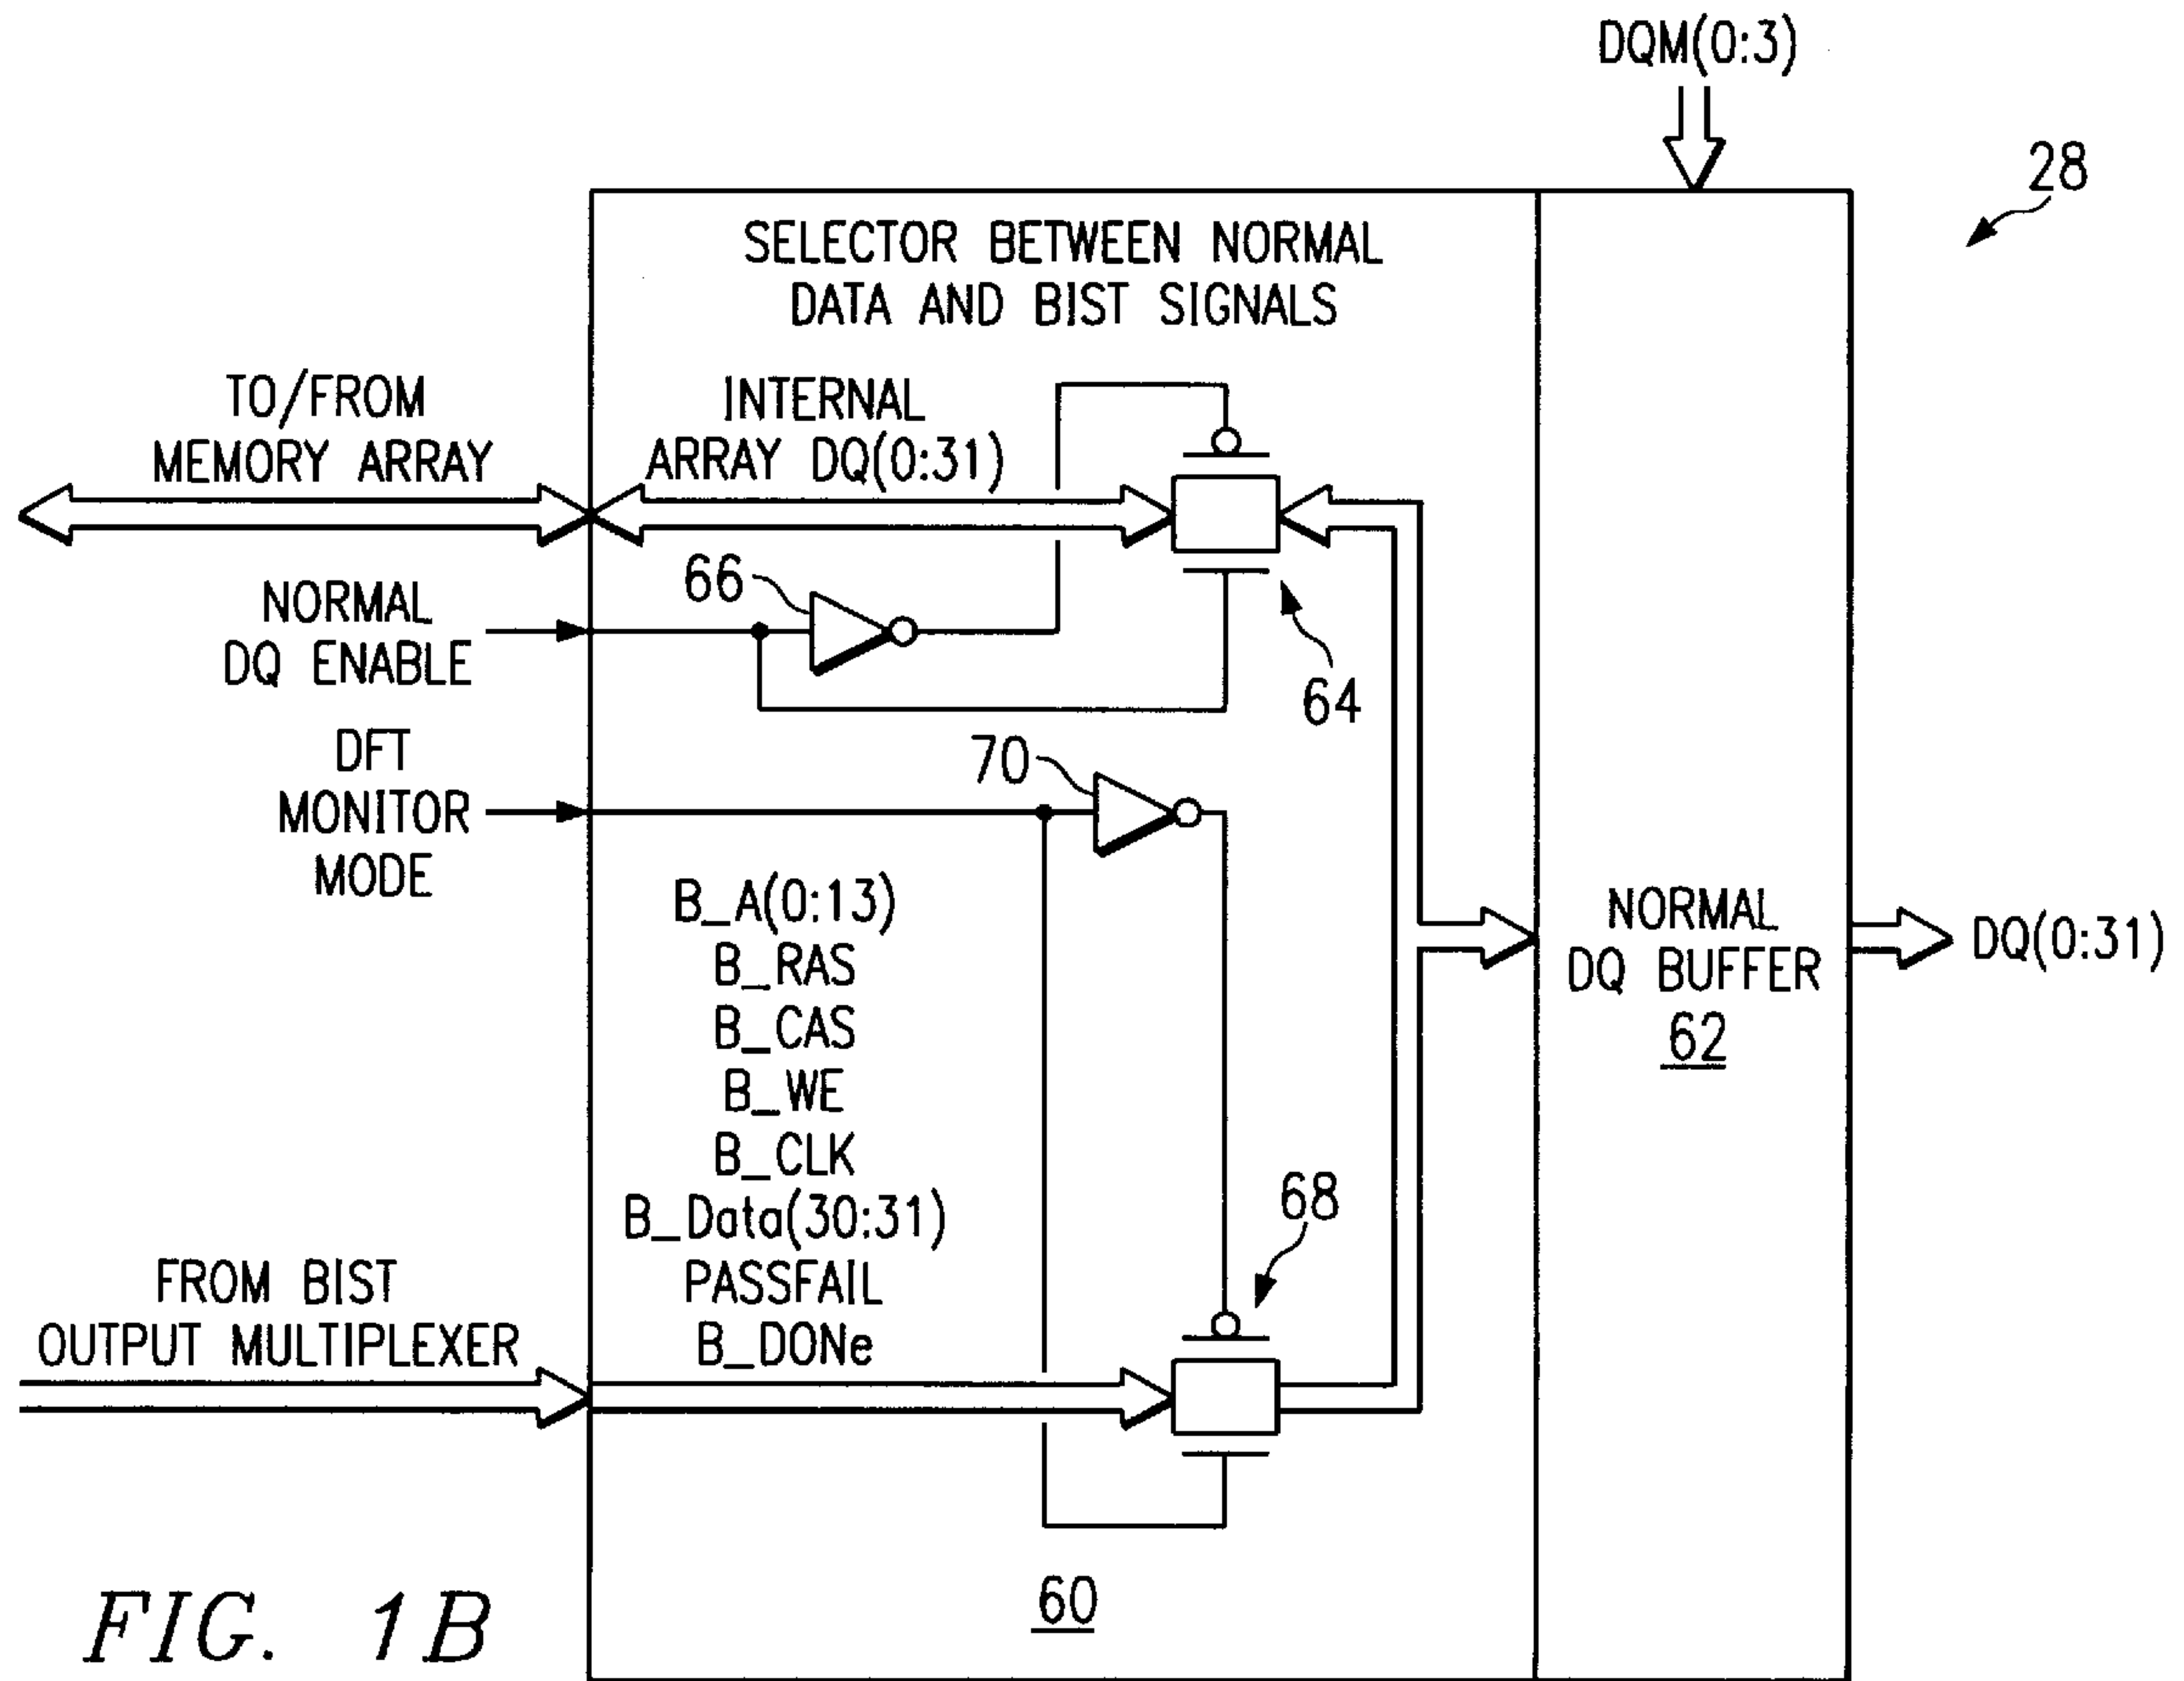 DQM(0:3)
28
SELECTOR BETWEEN NORMAL
DATA AND BIST SIGNALS
TO/FROM
MEMORY ARRAY
INTERNAL
ARRAY DQ(0:31)
66
NORMAL
DQ ENABLE
64
DFT
MONITOR
MODE
70
B_A(0:13)
B_RAS
B_CAS
B_WE
B_CLK
B_Data(30:31)
PASSFAIL
B_DONe
NORMAL
DQ BUFFER
62
DQ(0:31)
68
FROM BIST
OUTPUT MULTIPLEXER
60
FIG. 1B